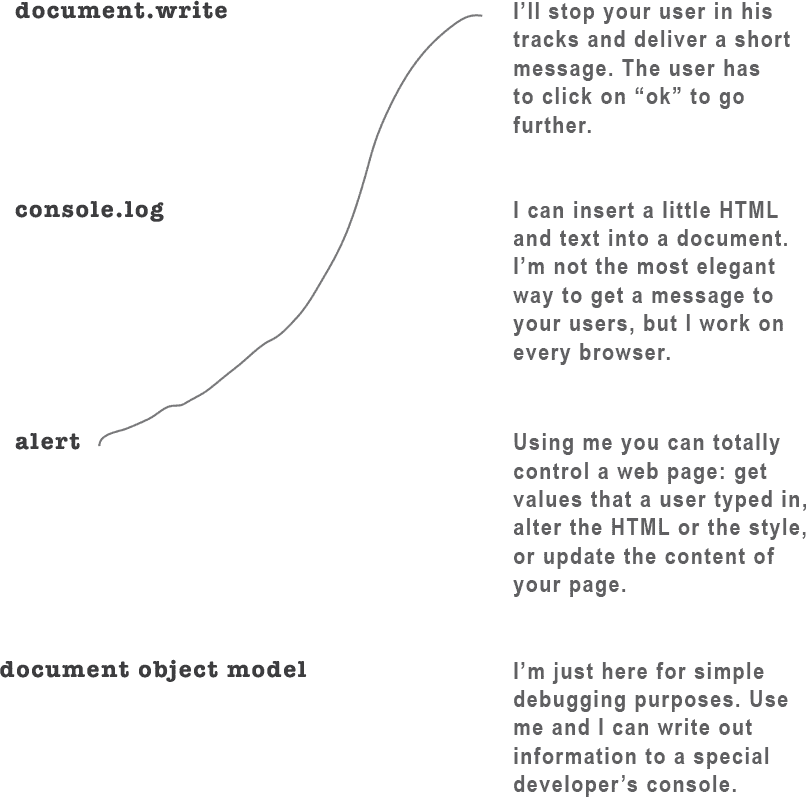 document.write
I’ll stop your user in his
tracks and deliver a short
message. The user has
to click on “ok” to go
further.
console.log
I can insert a little HTML
and text into a document.
I’m not the most elegant
way to get a message to
your users, but I work on
every browser.
alert
Using me you can totally
control a web page: get
values that a user typed in,
alter the HTML or the style,
or update the content of
your page.
document object model
I’m just here for simple
debugging purposes. Use
me and I can write out
information to a special
developer’s console.